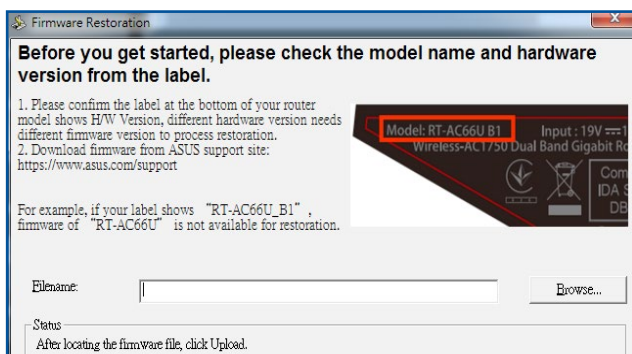 Firmware Restoration
Before you get started, please check the model name and hardware
version from the label.
1. Please confirm the label at the bottom of your router
model shows H/W Version, different hardware version needs
different firmware version to process restoration.
2. Download firmware from ASUS support site:
https://www.asus.com/support
For example, if your label shows “RT-AC66U_B1”,
firmware of “RT-AC66U” is not available for restoration.
Model: RT-AC66U B1 Input : 19V
Wireless-AC1750 Dual Band Gigabit
Com
IDA
DB
Filename:
Browse...
Status
After locating the firmware file, click Upload.